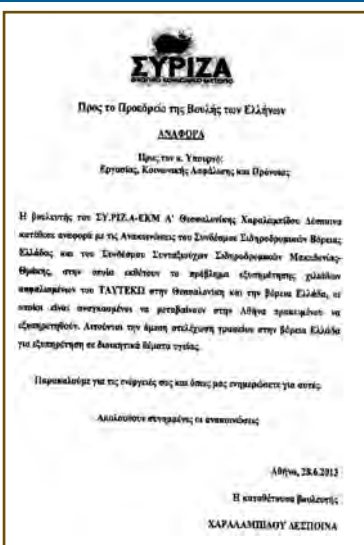 ΣΥΡΙΖΑ
Προς το Προεδρείο της Βουλής των Ελλήνων
ΑΝΑΦΟΡΑ
Προς τον κ. Υπουργό:
Εργασίας, Κοινωνικής Ασφάλισης και Πρόνοιας
Η βουλευτής του ΣΥ.ΡΙΖ.Α-ΕΚΜ Α' Θεσσαλονίκης Χαραλαμπίδου Δέσποινα
κατέθεσε αναφορά με τις Ανακοινώσεις του Συνδέσμου Σιδηροδρομικών Βόρειας
Ελλάδος και του Συνδέσμου Συνταξιούχων Σιδηροδρομικών Μακεδονίας-
Θράκης, στην οποία εκθέτουν το πρόβλημα εξυπηρέτησης χιλιάδων
ασφαλισμένων του ΤΑΥΤΕΚΩ στην Θεσσαλονίκη και την βόρεια Ελλάδα, οι
οποίοι είναι αναγκασμένοι να μεταβαίνουν στην Αθήνα προκειμένου να
εξυπηρετηθούν. Αιτούνται την άμεση στελέχωση γραφείου στην βόρεια Ελλάδα
για εξυπηρέτηση σε διοικητικά θέματα υγείας.
Παρακαλούμε για τις ενέργειές σας και όπως μας ενημερώσετε για αυτές.
Ακολουθούν συνημμένες οι ανακοινώσεις
Αθήνα, 28.6.2013
Η καταθέτουσα βουλευτής
ΧΑΡΑΛΑΜΠΙΔΟΥ ΔΕΣΠΟΙΝΑ